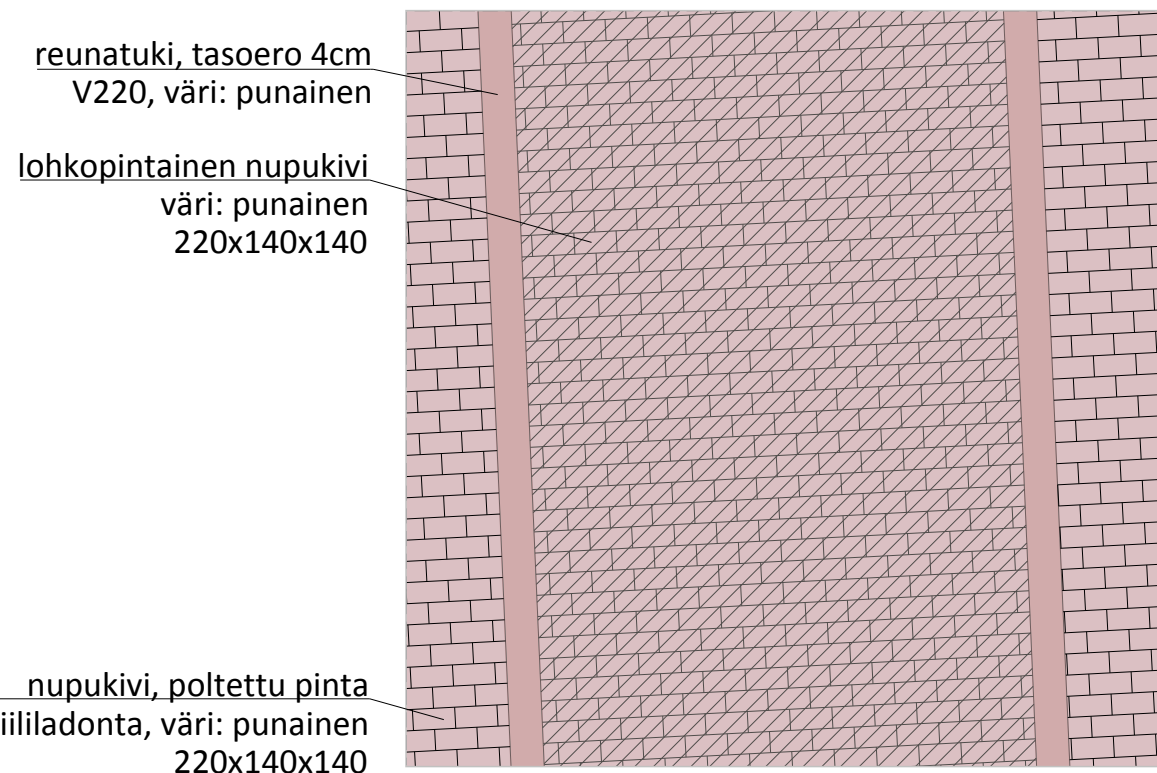 reunatuki, tasoero 4cm
V220, väri: punainen
lohkopintainen nupukivi
väri: punainen
220x140x140
nupukivi, poltettu pinta
iililadonta, väri: punainen
220x140x140